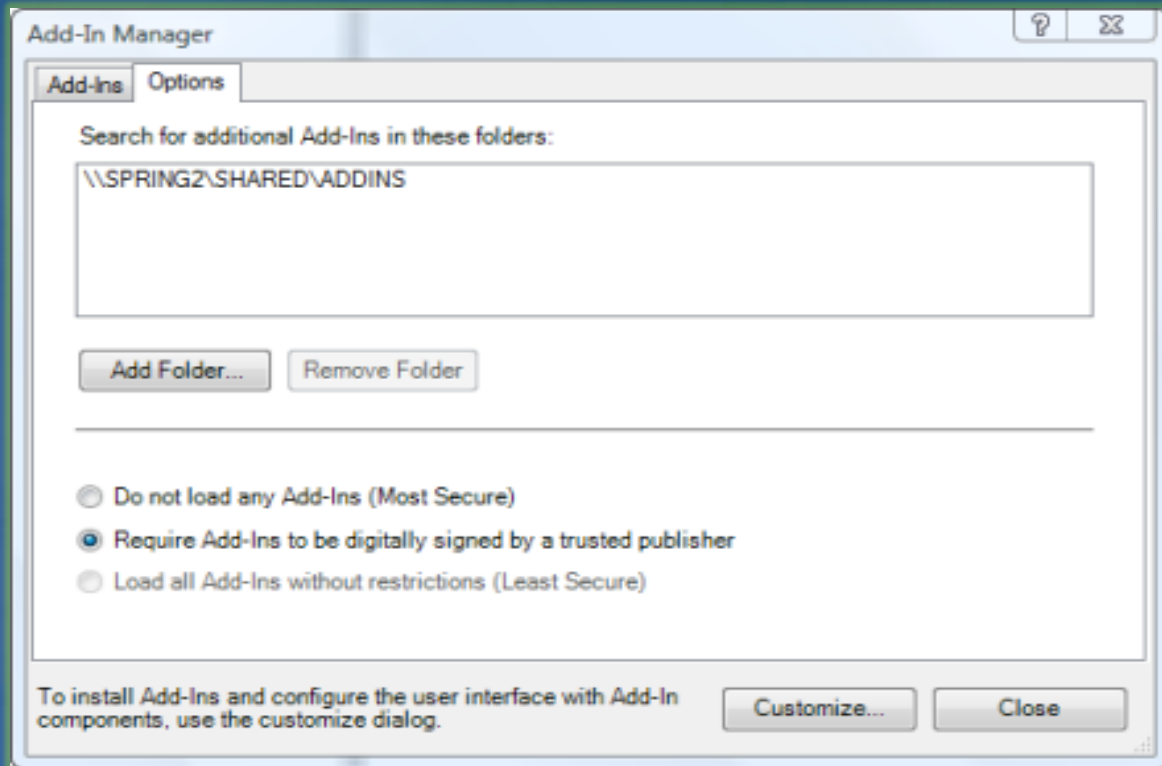 Add-In Manager
Add-Ins Options
Search for additional Add-Ins in these folders:
\\SPRING2\SHARED\ADDINS
Add Folder... Remove Folder
Do not load any Add-Ins (Most Secure)
Require Add-Ins to be digitally signed by a trusted publisher
Load all Add-Ins without restrictions (Least Secure)
To install Add-Ins and configure the user interface with Add-In
components, use the customize dialog.
Customize... Close